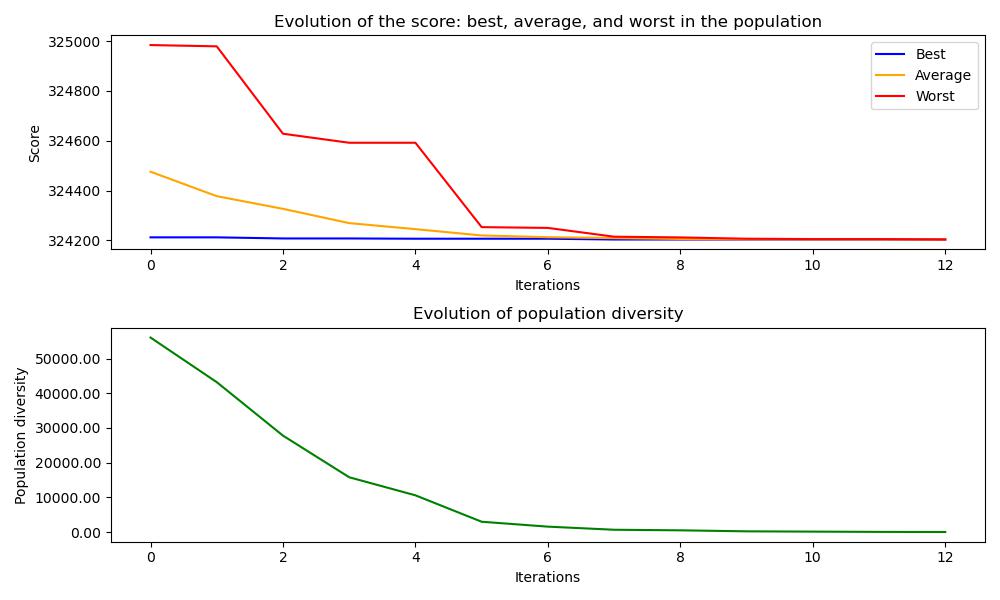 Evolution of the score: best, average, and worst in the population
325000
324800
324600
324400
324200
Score
Best
Average
Worst
0 2 4 6 8 10 12
Iterations
Evolution of population diversity
50000.00
40000.00
30000.00
20000.00
10000.00
0.00
Population diversity
0 2 4 6 8 10 12
Iterations